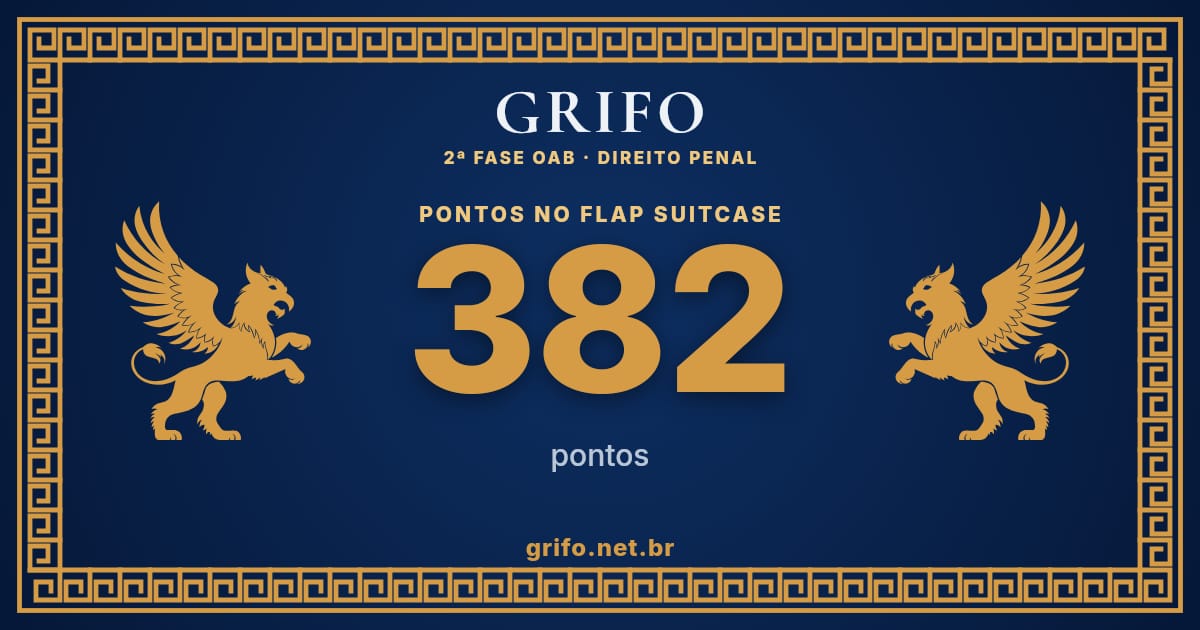 GRIFO
2ª FASE OAB · DIREITO PENAL
PONTOS NO FLAP SUITCASE
382
pontos
grifo.net.br